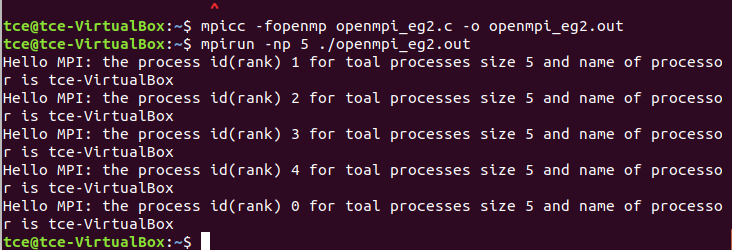 ^
tce@tce-VirtualBox:~$ mpicc -fopenmp openmpi_eg2.c -o openmpi_eg2.out
tce@tce-VirtualBox:~$ mpirun -np 5 ./openmpi_eg2.out
Hello MPI: the process id(rank) 1 for toal processes size 5 and name of processo
r is tce-VirtualBox
Hello MPI: the process id(rank) 2 for toal processes size 5 and name of processo
r is tce-VirtualBox
Hello MPI: the process id(rank) 3 for toal processes size 5 and name of processo
r is tce-VirtualBox
Hello MPI: the process id(rank) 4 for toal processes size 5 and name of processo
r is tce-VirtualBox
Hello MPI: the process id(rank) 0 for toal processes size 5 and name of processo
r is tce-VirtualBox
tce@tce-VirtualBox:~$